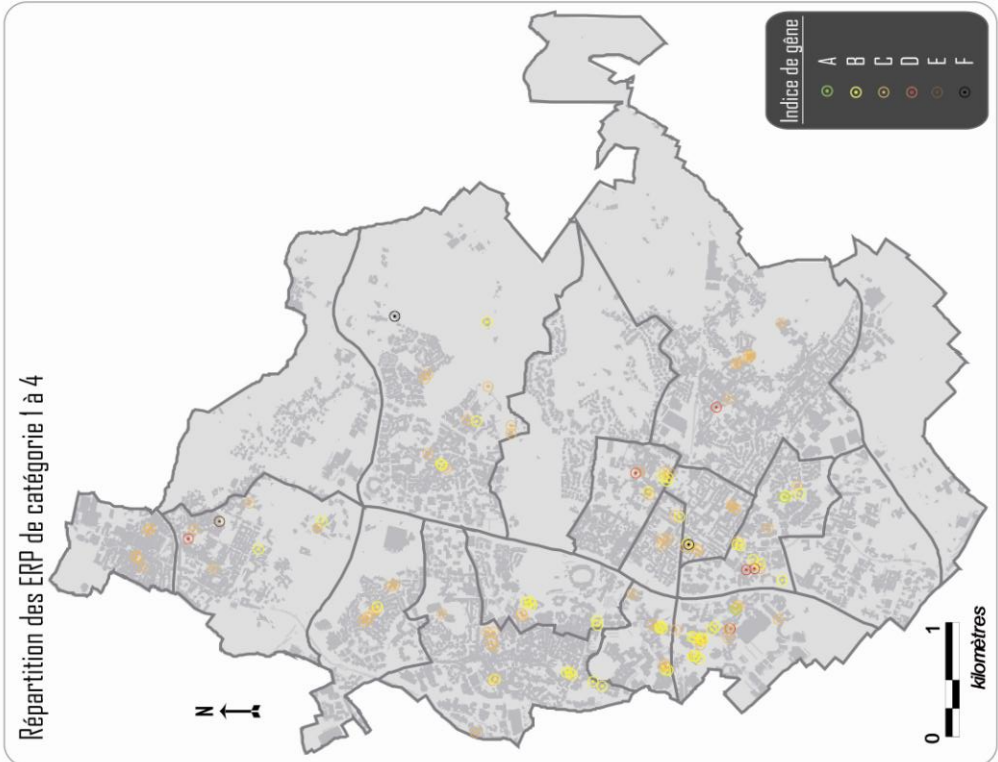 Répartition des ERP de catégorie 1 à 4
N
Indice de gêne
A
B
C
D
E
F
0 1
kilomètres